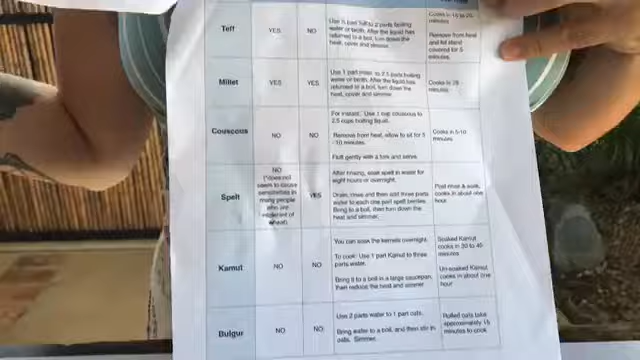 Teff
YES
NO
water or broth. After the liquid has
returned to a boil, turn down the
heat, cover and simmer.
minutes
Remove from heat
and let stand
covered for 5
minutes.
Millet
YES
YES
Use 1 part millet to 2.5 parts boiling
water or broth. After the liquid has
returned to a boil, turn down the
heat, cover and simmer.
Cooks in
minutes
Couscous
NO
NO
For instant: Use 1 cup couscous to
2.5 cups boiling liquid.
Remove from heat, allow to sit for 5
- 10 minutes.
Fluff gently with a fork and serve.
Cooks in 5-10
minutes
Spelt
NO
(*does not
seem to cause
sensitivities in
many people
who are
intolerant of
wheat)
YES
After rinsing, soak spelt in water for
eight hours or overnight.
Drain, rinse and then add three parts
water to each one part spelt berries.
Bring to a boil, then turn down the
heat and simmer.
Post rinse & soak,
cooks in about one
hour
Kamut
NO
NO
You can soak the kernels overnight.
To cook: Use 1 part Kamut to three
parts water.
Bring it to a boil in a large saucepan,
then reduce the heat and simmer
Soaked Kamut
cooks in 30 to 40
minutes
Un-soaked Kamut
cooks in about one
hour
Bulgur
NO
NO
Use 2 parts water to 1 part oats.
Bring water to a boil, and then stir in
oats. Simmer.
Rolled oats take
approximately 15
minutes to cook